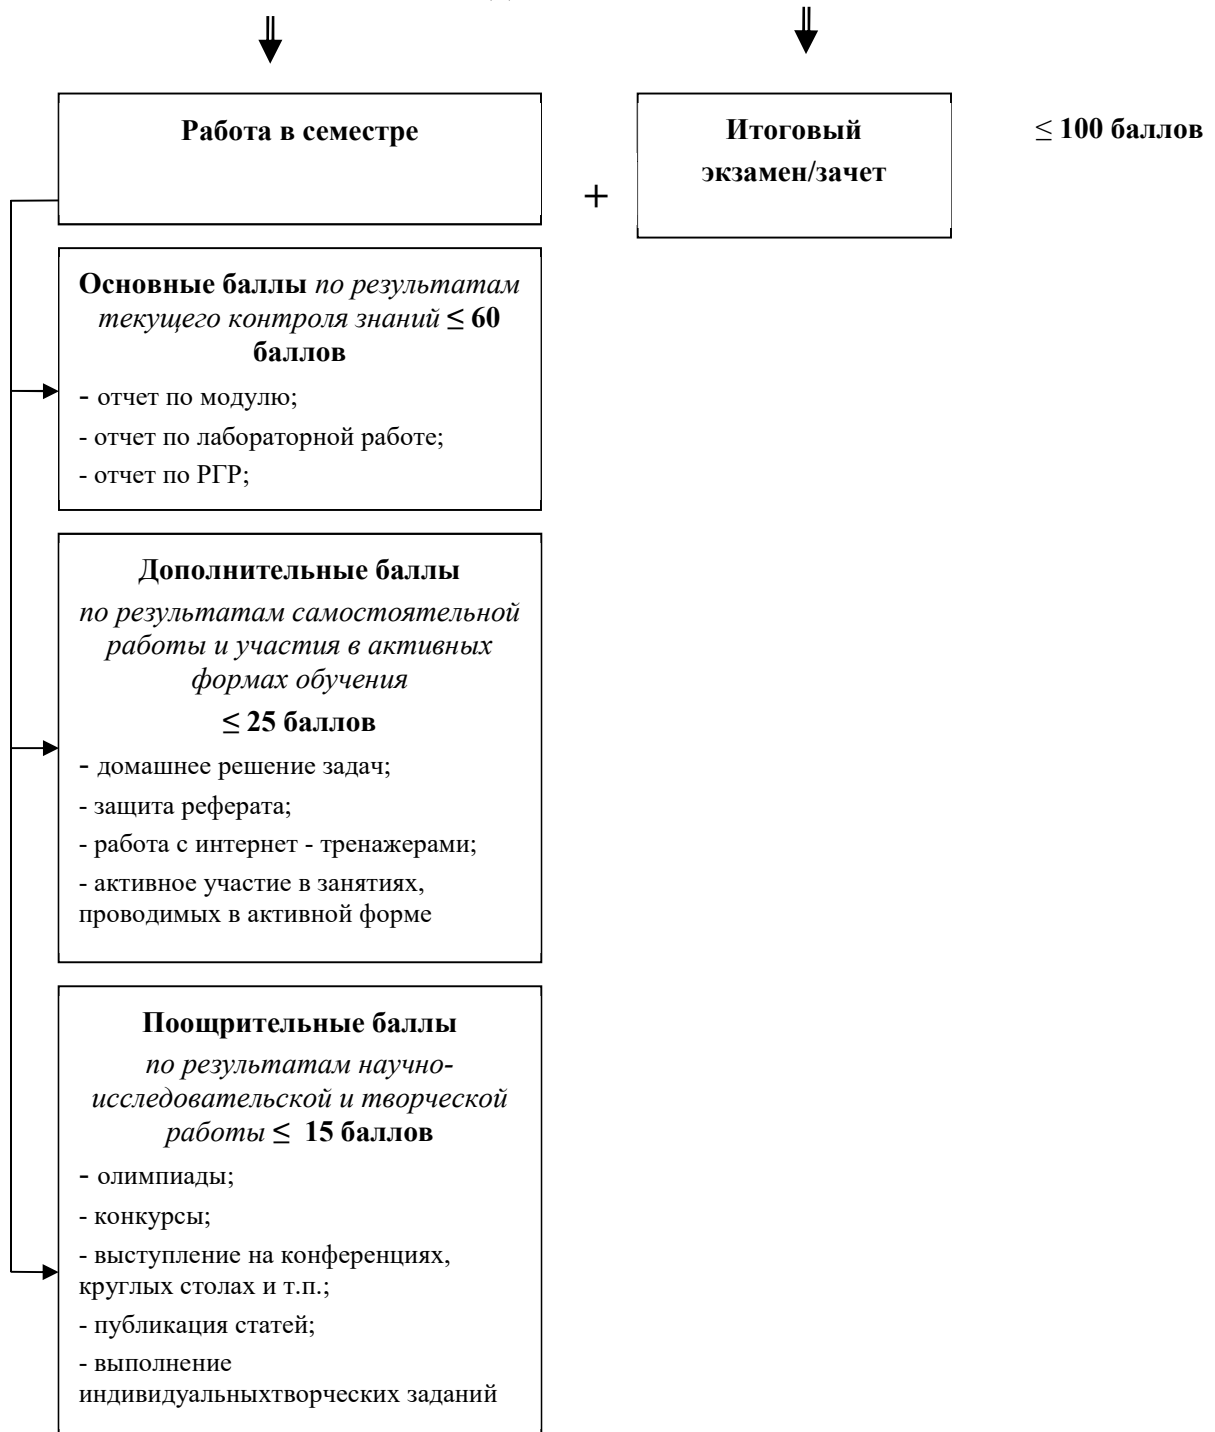 Работа в семестре
Итоговый
экзамен/зачет
≤ 100 баллов
+
Основные баллы по результатам
текущего контроля знаний ≤ 60
баллов
- отчет по модулю;
- отчет по лабораторной работе;
- отчет по РГР;
Дополнительные баллы
по результатам самостоятельной
работы и участия в активных
формах обучения
≤ 25 баллов
- домашнее решение задач;
- защита реферата;
- работа с интернет - тренажерами;
- активное участие в занятиях,
проводимых в активной форме
Поощрительные баллы
по результатам научно-
исследовательской и творческой
работы ≤ 15 баллов
- олимпиады;
- конкурсы;
- выступление на конференциях,
круглых столах и т.п.;
- публикация статей;
- выполнение
индивидуальныхтворческих заданий